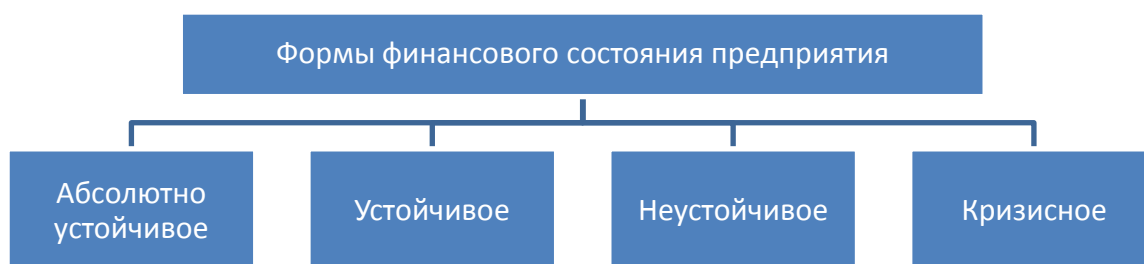 Формы финансового состояния предприятия
Абсолютно
устойчивое
Устойчивое
Неустойчивое
Кризисное